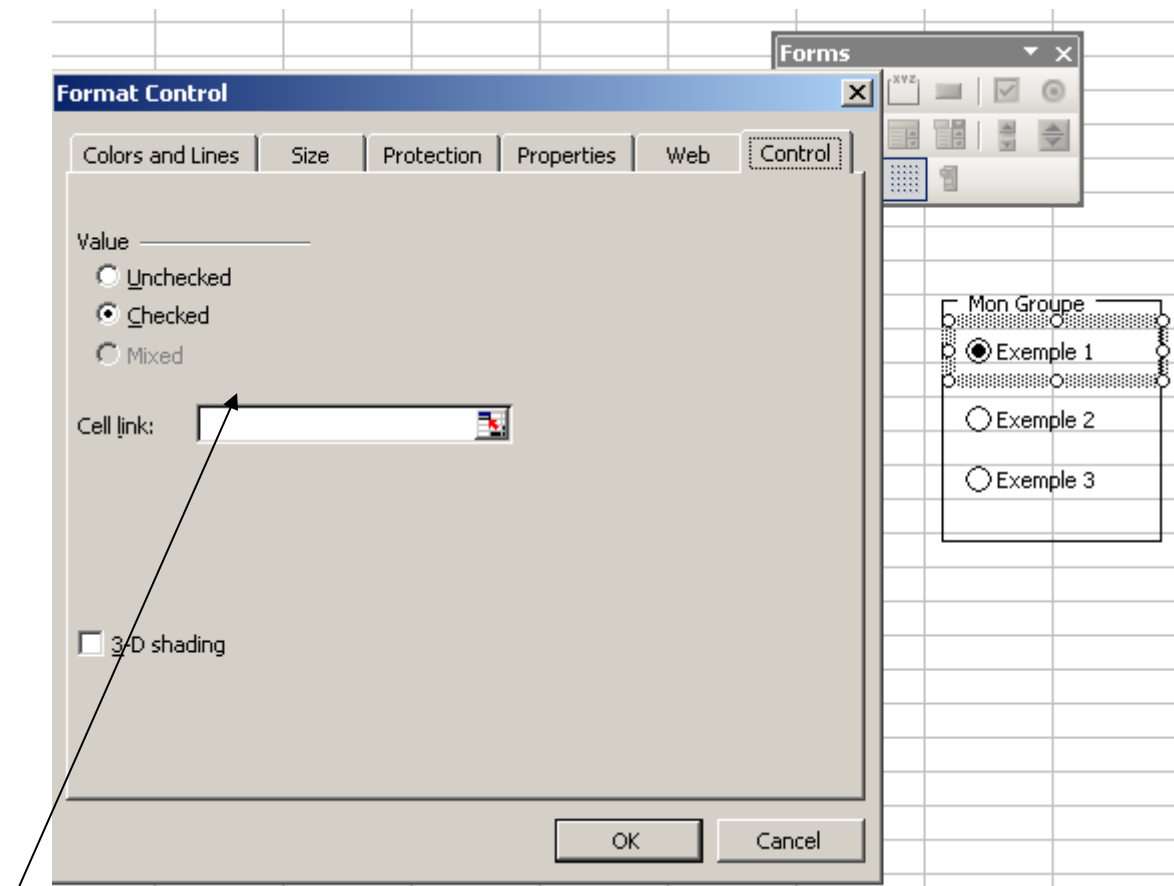 Forms
XYZ
Format Control
Colors and Lines
Size
Protection
Properties
Web
Control
Value
Unchecked
Checked
Mixed
Cell link:
3-D shading
OK
Cancel
Mon Groupe
Exemple 1
Exemple 2
Exemple 3